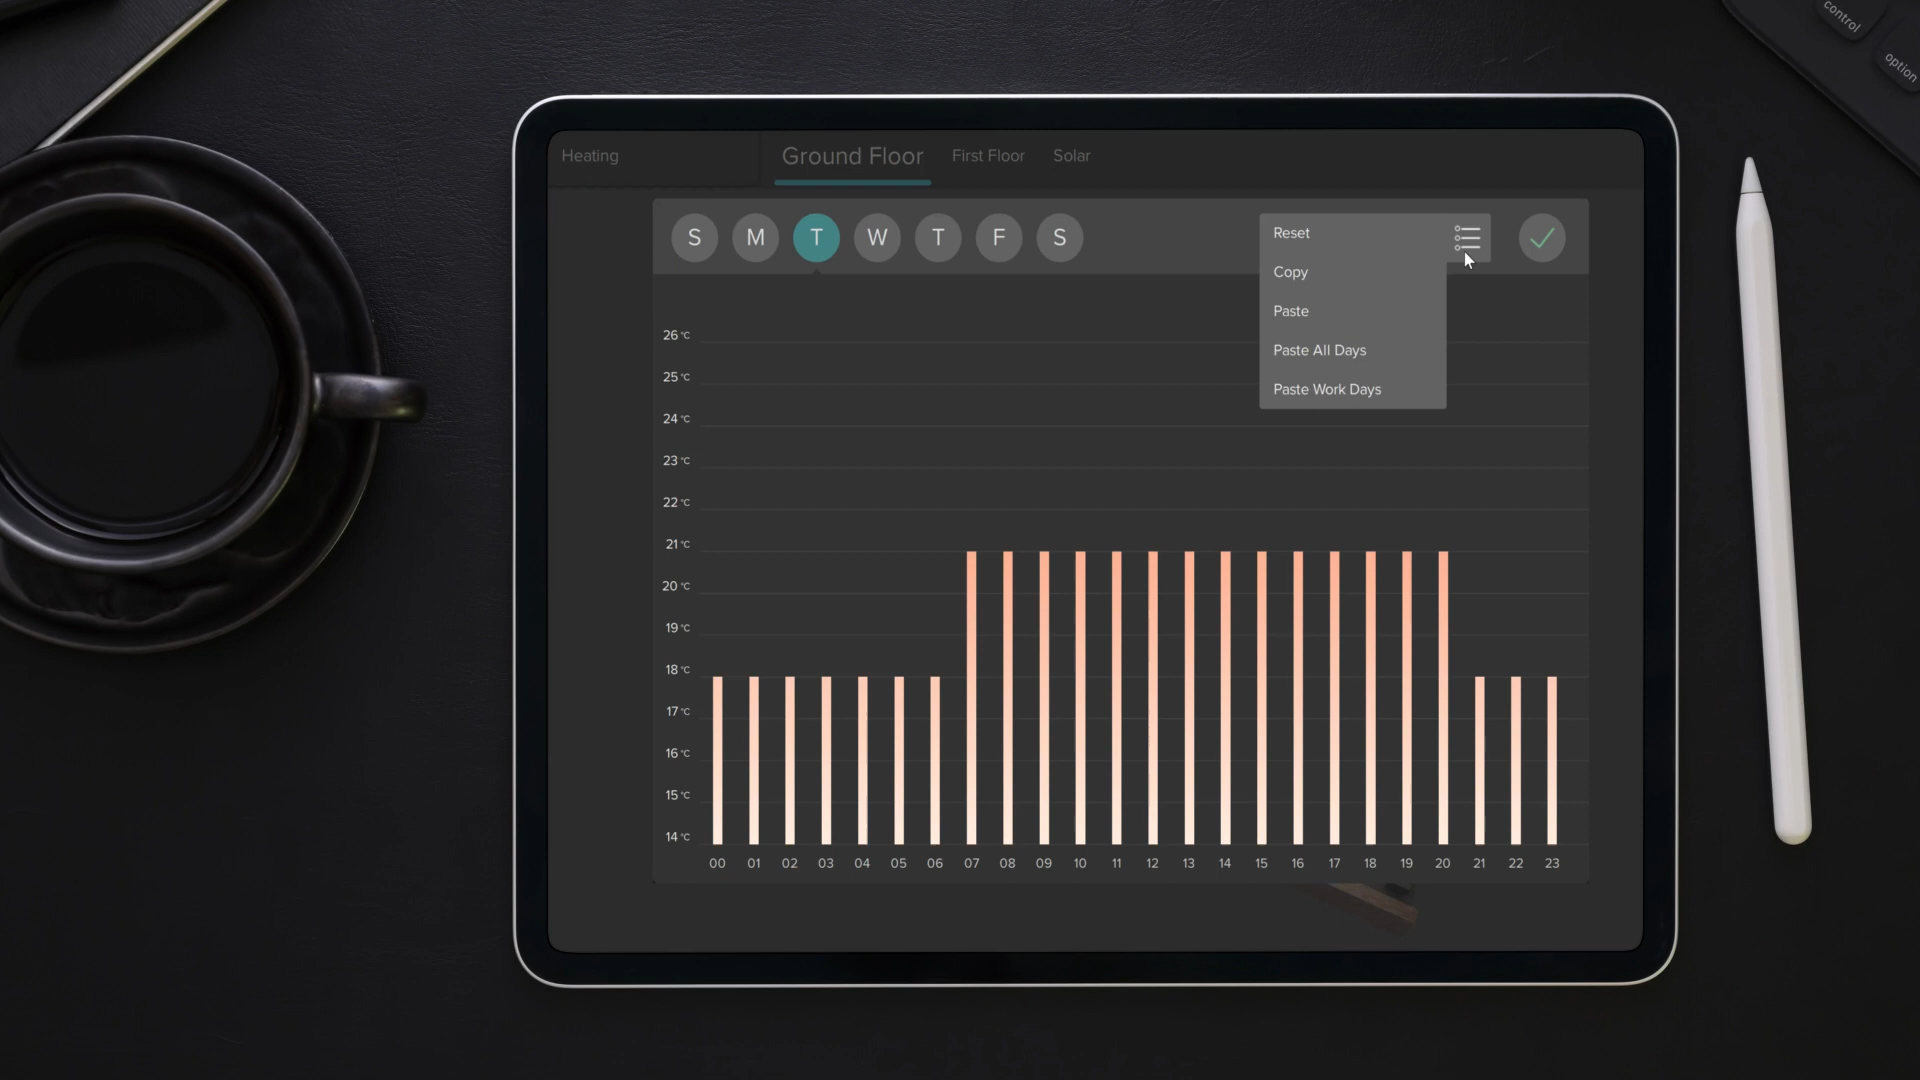 control
option
Heating
Ground Floor
First Floor
Solar
S M T W T F S
Reset
Copy
Paste
Paste All Days
Paste Work Days
26 °C
25 °C
24 °C
23 °C
22 °C
21 °C
20 °C
19 °C
18 °C
17 °C
16 °C
15 °C
14 °C
00 01 02 03 04 05 06 07 08 09 10 11 12 13 14 15 16 17 18 19 20 21 22 23